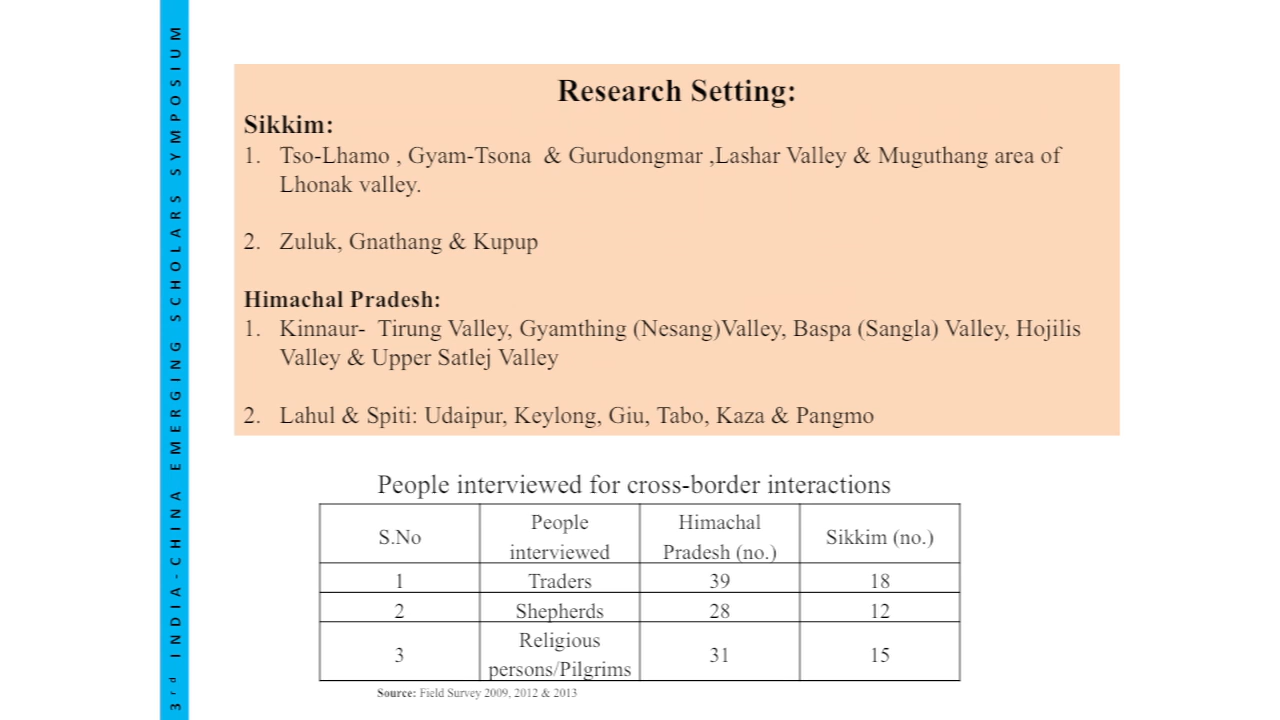 3rd INDIA-CHINA EMERGING SCHOLARS SYMPOSIUM
Research Setting:
Sikkim:
1. Tso-Lhamo , Gyam-Tsona & Gurudongmar ,Lashar Valley & Muguthang area of
Lhonak valley.
2. Zuluk, Gnathang & Kupup
Himachal Pradesh:
1. Kinnaur- Tirung Valley, Gyamthing (Nesang)Valley, Baspa (Sangla) Valley, Hojilis
Valley & Upper Satlej Valley
2. Lahul & Spiti: Udaipur, Keylong, Giu, Tabo, Kaza & Pangmo
People interviewed for cross-border interactions
S.No People interviewed Himachal Pradesh (no.) Sikkim (no.)
1 Traders 39 18
2 Shepherds 28 12
3 Religious persons/Pilgrims 31 15
Source: Field Survey 2009, 2012 & 2013